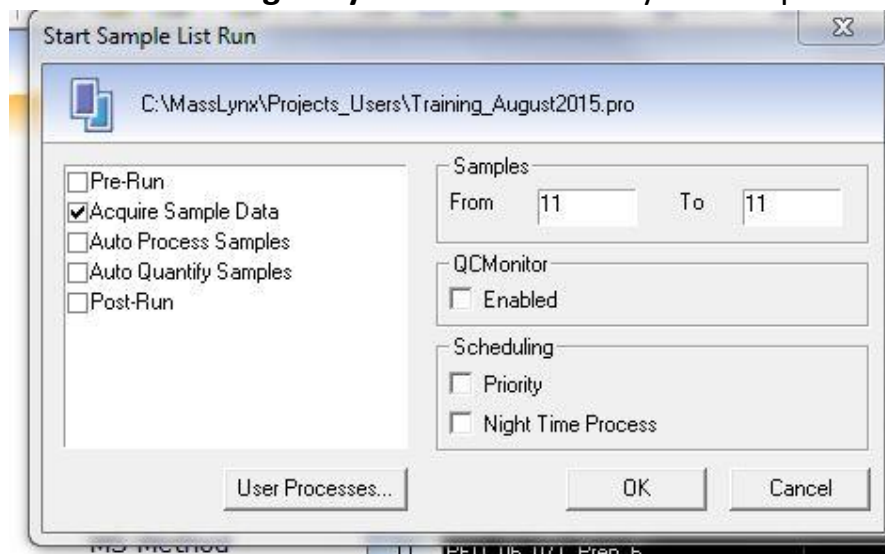 Start Sample List Run
C:\MassLynx\Projects_Users\Training_August2015.pro
Pre-Run
Acquire Sample Data
Auto Process Samples
Auto Quantify Samples
Post-Run
Samples
From 11 To 11
QCMonitor
Enabled
Scheduling
Priority
Night Time Process
User Processes...
OK
Cancel